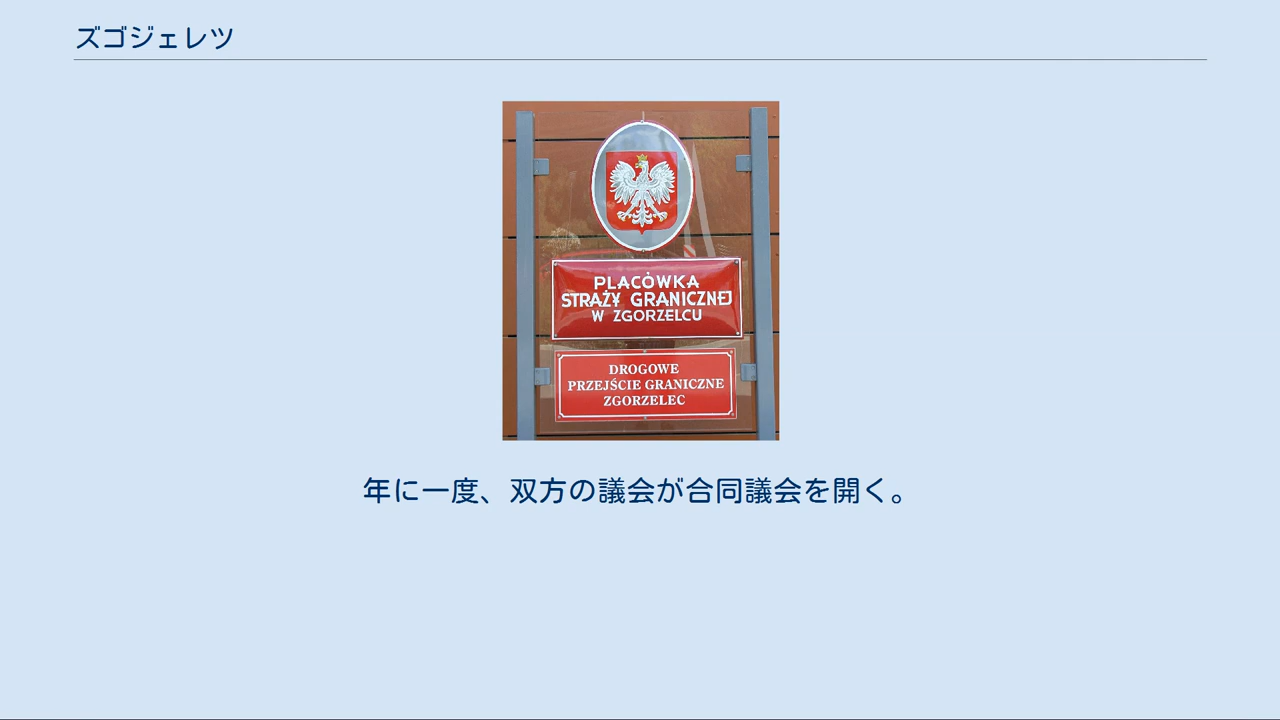 ズゴジェレツ
PLACÓWKA
STRAŻY GRANICZNEJ
W ZGORZELCU
DROGOWE
PRZEJŚCIE GRANICZNE
ZGORZELEC
年に一度、双方の議会が合同議会を開く。